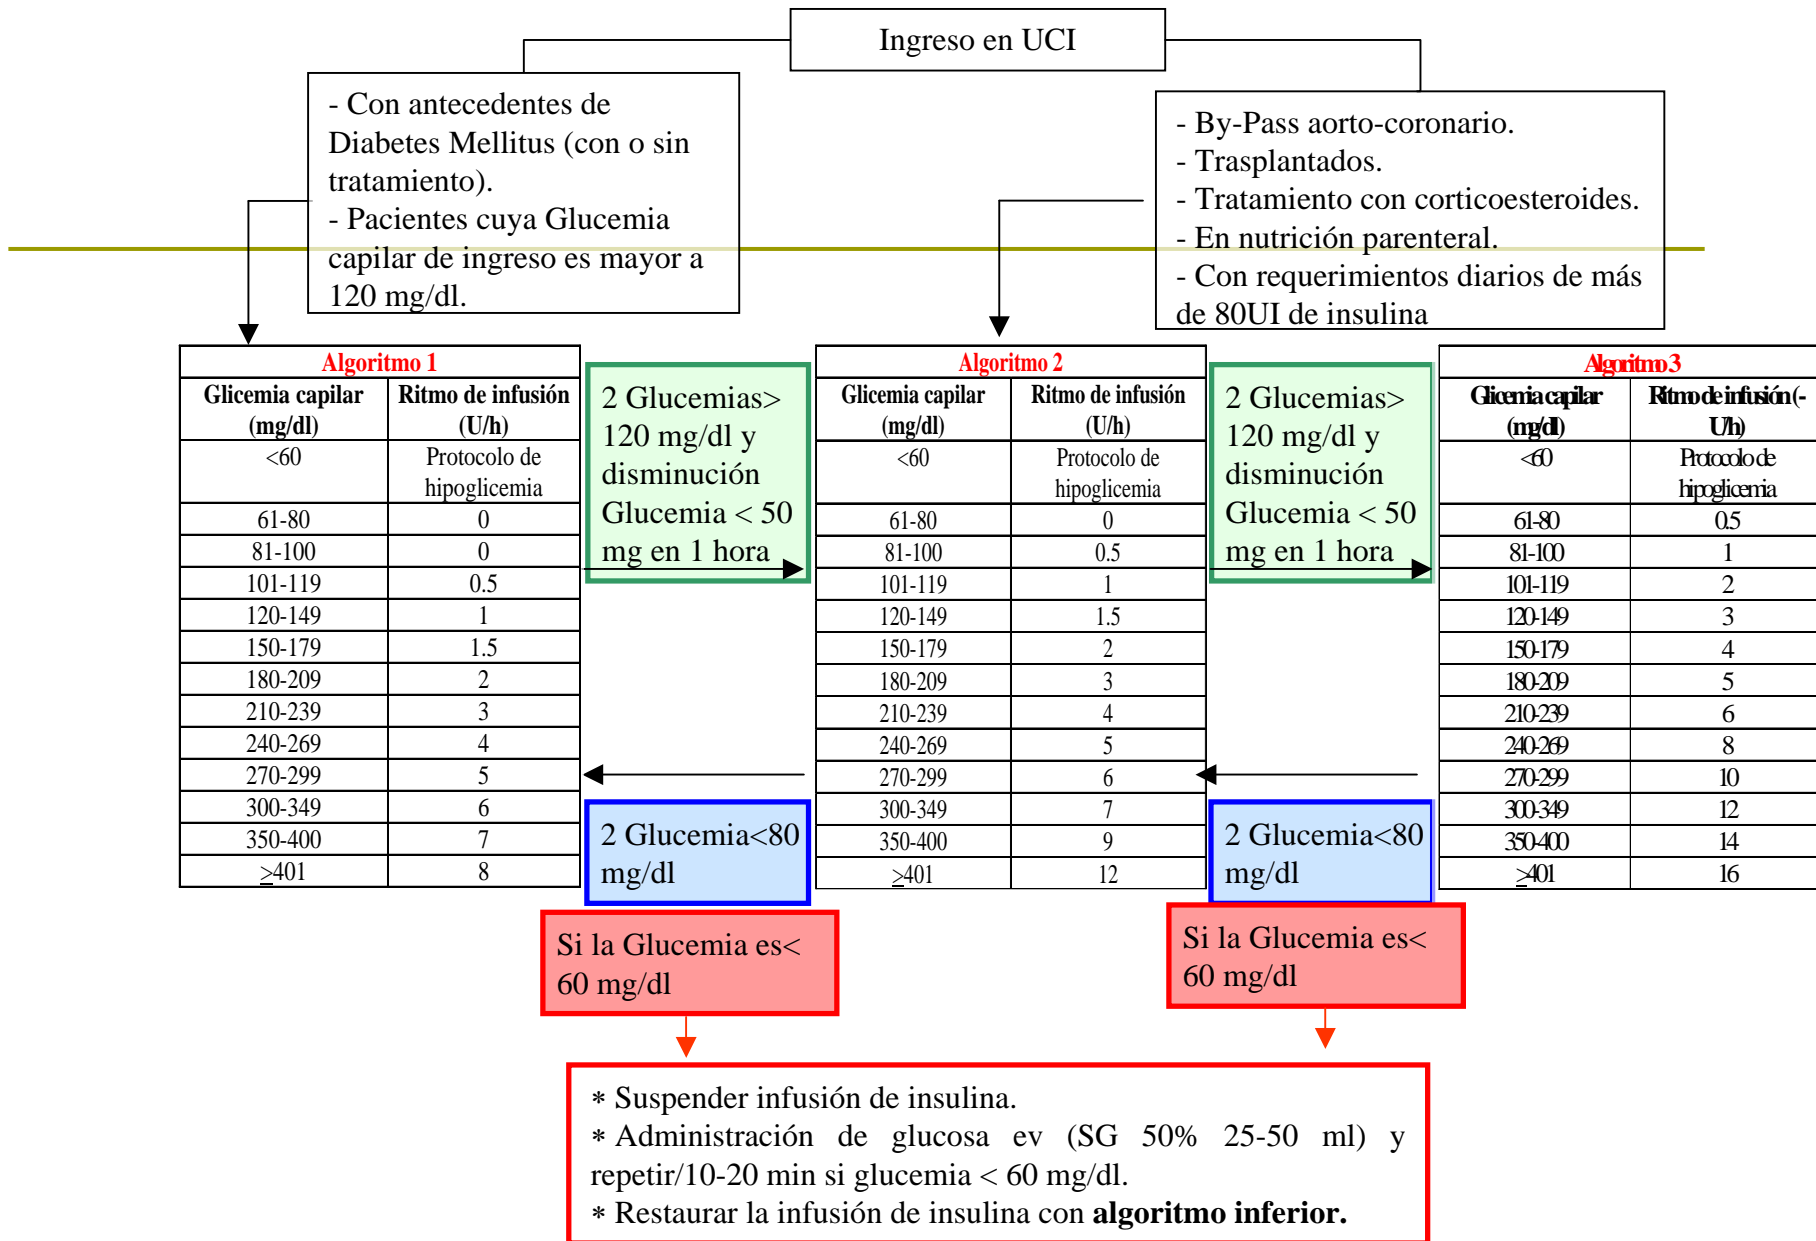 Ingreso en UCI
- Con antecedentes de
Diabetes Mellitus (con o sin
tratamiento).
- Pacientes cuya Glucemia
capilar de ingreso es mayor a
120 mg/dl.
- By-Pass aorto-coronario.
- Trasplantados.
- Tratamiento con corticoesteroides.
- En nutrición parenteral.
- Con requerimientos diarios de más
de 80UI de insulina
Algoritmo 1
Glicemia capilar (mg/dl) Ritmo de infusión (U/h)
<60 Protocolo de hipoglicemia
61-80 0
81-100 0
101-119 0.5
120-149 1
150-179 1.5
180-209 2
210-239 3
240-269 4
270-299 5
300-349 6
350-400 7
≥401 8
2 Glucemias>
120 mg/dl y
disminución
Glucemia < 50
mg en 1 hora
2 Glucemia<80
mg/dl
Algoritmo 2
Glicemia capilar (mg/dl) Ritmo de infusión (U/h)
<60 Protocolo de hipoglicemia
61-80 0
81-100 0.5
101-119 1
120-149 1.5
150-179 2
180-209 3
210-239 4
240-269 5
270-299 6
300-349 7
350-400 9
≥401 12
2 Glucemias>
120 mg/dl y
disminución
Glucemia < 50
mg en 1 hora
2 Glucemia<80
mg/dl
Algoritmo 3
Glicemia capilar (mg/dl) Ritmo de infusión (-U/h)
<60 Protocolo de hipoglicemia
61-80 0.5
81-100 1
101-119 2
120-149 3
150-179 4
180-209 5
210-239 6
240-269 8
270-299 10
300-349 12
350-400 14
≥401 16
Si la Glucemia es<
60 mg/dl
Si la Glucemia es<
60 mg/dl
* Suspender infusión de insulina.
* Administración de glucosa ev (SG 50% 25-50 ml) y
repetir/10-20 min si glucemia < 60 mg/dl.
* Restaurar la infusión de insulina con algoritmo inferior.